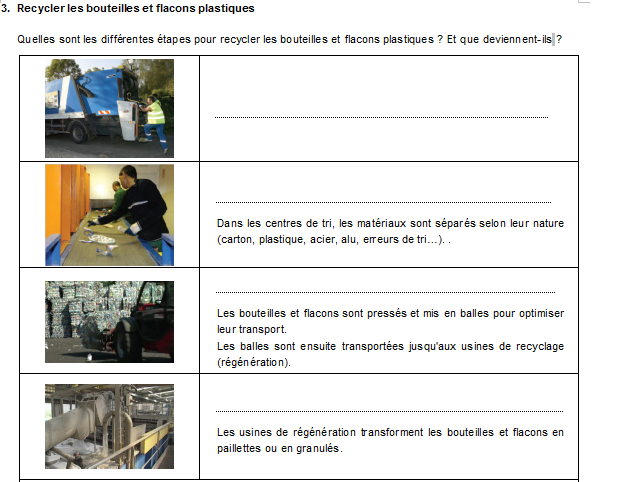 3. Recycler les bouteilles et flacons plastiques
Quelles sont les différentes étapes pour recycler les bouteilles et flacons plastiques ? Et que deviennent-ils ?
Dans les centres de tri, les matériaux sont séparés selon leur nature
(carton, plastique, acier, alu, erreurs de tri…). .
Les bouteilles et flacons sont pressés et mis en balles pour optimiser
leur transport.
Les balles sont ensuite transportées jusqu'aux usines de recyclage
(régénération).
Les usines de régénération transforment les bouteilles et flacons en
paillettes ou en granulés.